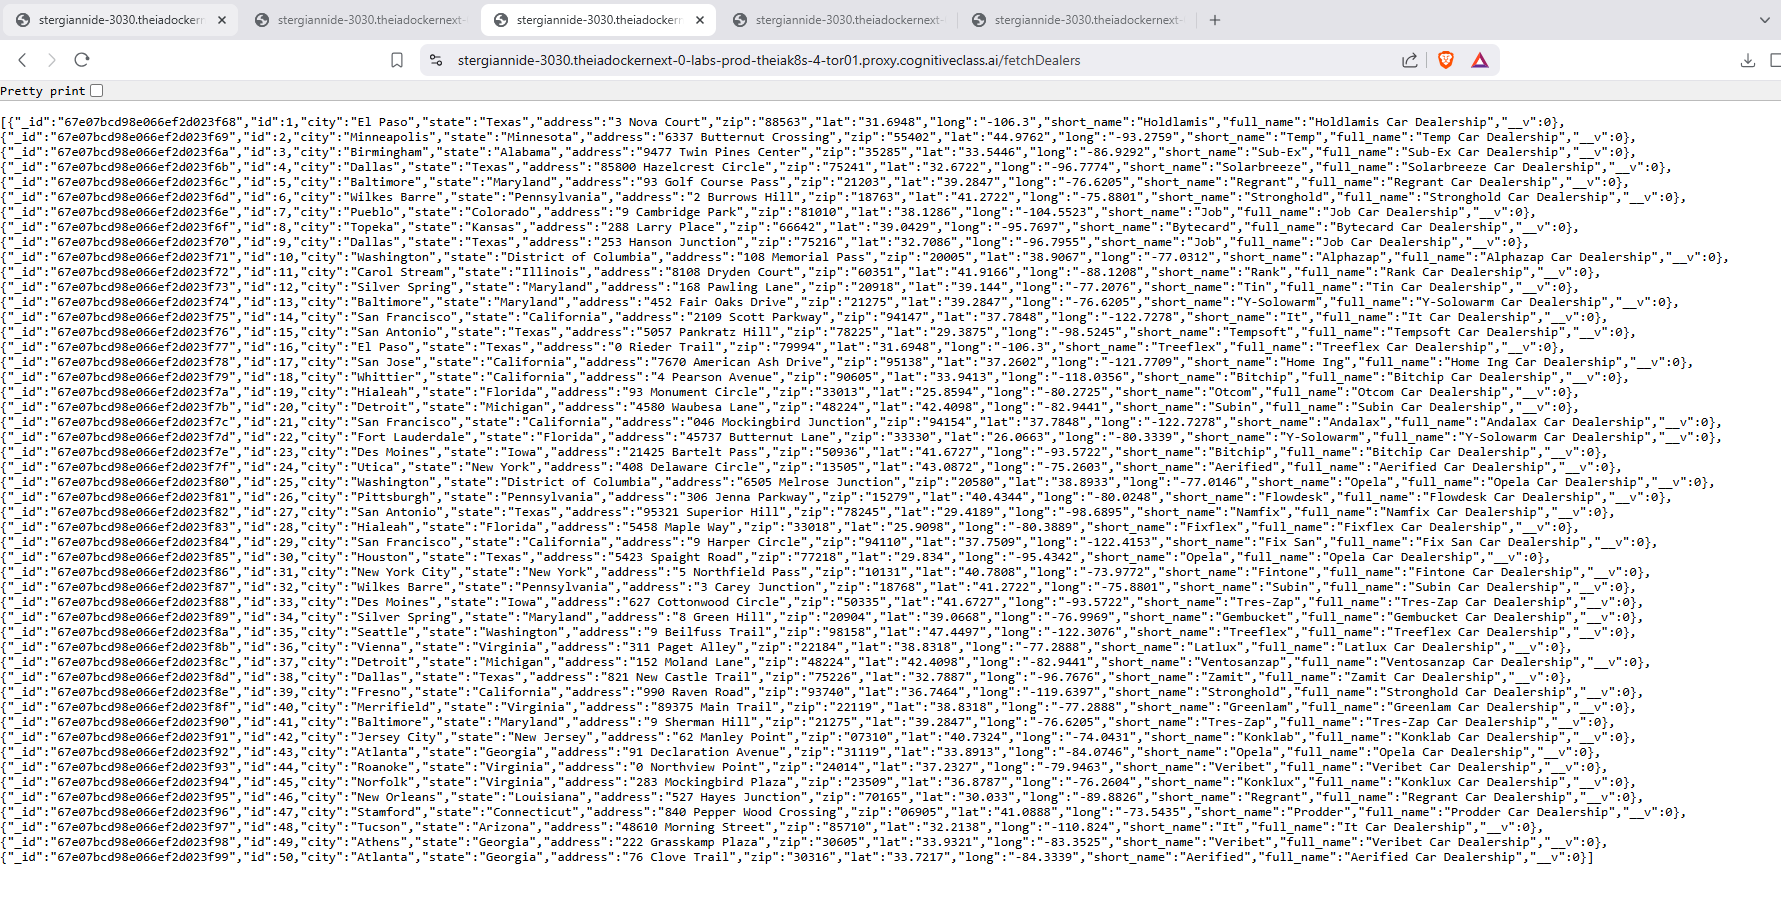 stergiannide-3030.theiadockern
stergiannide-3030.theiadockernext-
stergiannide-3030.theiadockern
stergiannide-3030.theiadockernext-
stergiannide-3030.theiadockernext-
stergiannide-3030.theiadockernext-0-labs-prod-theiak8s-4-tor01.proxy.cognitiveclass.ai/fetchDealers
Pretty print
[{"_id":"67e07bcd98e066ef2d023f68","id":1,"city":"El Paso","state":"Texas","address":"3 Nova Court","zip":"88563","lat":"31.6948","long":"-106.3","short_name":"Holdlamis","full_name":"Holdlamis Car Dealership","__v":0},
{"_id":"67e07bcd98e066ef2d023f69","id":2,"city":"Minneapolis","state":"Minnesota","address":"6337 Butternut Crossing","zip":"55402","lat":"44.9762","long":"-93.2759","short_name":"Temp","full_name":"Temp Car Dealership","__v":0},
{"_id":"67e07bcd98e066ef2d023f6a","id":3,"city":"Birmingham","state":"Alabama","address":"9477 Twin Pines Center","zip":"35285","lat":"33.5446","long":"-86.9292","short_name":"Sub-Ex","full_name":"Sub-Ex Car Dealership","__v":0},
{"_id":"67e07bcd98e066ef2d023f6b","id":4,"city":"Dallas","state":"Texas","address":"85800 Hazelcrest Circle","zip":"75241","lat":"32.6722","long":"-96.7774","short_name":"Solarbreeze","full_name":"Solarbreeze Car Dealership","__v":0},
{"_id":"67e07bcd98e066ef2d023f6c","id":5,"city":"Baltimore","state":"Maryland","address":"93 Golf Course Pass","zip":"21203","lat":"39.2847","long":"-76.6205","short_name":"Regrant","full_name":"Regrant Car Dealership","__v":0},
{"_id":"67e07bcd98e066ef2d023f6d","id":6,"city":"Wilkes Barre","state":"Pennsylvania","address":"2 Burrows Hill","zip":"18763","lat":"41.2722","long":"-75.8801","short_name":"Stronghold","full_name":"Stronghold Car Dealership","__v":0},
{"_id":"67e07bcd98e066ef2d023f6e","id":7,"city":"Pueblo","state":"Colorado","address":"9 Cambridge Park","zip":"81010","lat":"38.1286","long":"-104.5523","short_name":"Job","full_name":"Job Car Dealership","__v":0},
{"_id":"67e07bcd98e066ef2d023f6f","id":8,"city":"Topeka","state":"Kansas","address":"288 Larry Place","zip":"66642","lat":"39.0429","long":"-95.7697","short_name":"Bytecard","full_name":"Bytecard Car Dealership","__v":0},
{"_id":"67e07bcd98e066ef2d023f70","id":9,"city":"Dallas","state":"Texas","address":"253 Hanson Junction","zip":"75216","lat":"32.7086","long":"-96.7955","short_name":"Job","full_name":"Job Car Dealership","__v":0},
{"_id":"67e07bcd98e066ef2d023f71","id":10,"city":"Washington","state":"District of Columbia","address":"108 Memorial Pass","zip":"20005","lat":"38.9067","long":"-77.0312","short_name":"Alphazap","full_name":"Alphazap Car Dealership","__v":0},
{"_id":"67e07bcd98e066ef2d023f72","id":11,"city":"Carol Stream","state":"Illinois","address":"8108 Dryden Court","zip":"60351","lat":"41.9166","long":"-88.1208","short_name":"Rank","full_name":"Rank Car Dealership","__v":0},
{"_id":"67e07bcd98e066ef2d023f73","id":12,"city":"Silver Spring","state":"Maryland","address":"168 Pawling Lane","zip":"20918","lat":"39.144","long":"-77.2076","short_name":"Tin","full_name":"Tin Car Dealership","__v":0},
{"_id":"67e07bcd98e066ef2d023f74","id":13,"city":"Baltimore","state":"Maryland","address":"452 Fair Oaks Drive","zip":"21275","lat":"39.2847","long":"-76.6205","short_name":"Y-Solowarm","full_name":"Y-Solowarm Car Dealership","__v":0},
{"_id":"67e07bcd98e066ef2d023f75","id":14,"city":"San Francisco","state":"California","address":"2109 Scott Parkway","zip":"94147","lat":"37.7848","long":"-122.7278","short_name":"It","full_name":"It Car Dealership","__v":0},
{"_id":"67e07bcd98e066ef2d023f76","id":15,"city":"San Antonio","state":"Texas","address":"5057 Pankratz Hill","zip":"78225","lat":"29.3875","long":"-98.5245","short_name":"Tempsoft","full_name":"Tempsoft Car Dealership","__v":0},
{"_id":"67e07bcd98e066ef2d023f77","id":16,"city":"El Paso","state":"Texas","address":"0 Rieder Trail","zip":"79994","lat":"31.6948","long":"-106.3","short_name":"Treeflex","full_name":"Treeflex Car Dealership","__v":0},
{"_id":"67e07bcd98e066ef2d023f78","id":17,"city":"San Jose","state":"California","address":"7670 American Ash Drive","zip":"95138","lat":"37.2602","long":"-121.7709","short_name":"Home Ing","full_name":"Home Ing Car Dealership","__v":0},
{"_id":"67e07bcd98e066ef2d023f79","id":18,"city":"Whittier","state":"California","address":"4 Pearson Avenue","zip":"90605","lat":"33.9413","long":"-118.0356","short_name":"Bitchip","full_name":"Bitchip Car Dealership","__v":0},
{"_id":"67e07bcd98e066ef2d023f7a","id":19,"city":"Hialeah","state":"Florida","address":"93 Monument Circle","zip":"33013","lat":"25.8594","long":"-80.2725","short_name":"Otcom","full_name":"Otcom Car Dealership","__v":0},
{"_id":"67e07bcd98e066ef2d023f7b","id":20,"city":"Detroit","state":"Michigan","address":"4580 Waubesa Lane","zip":"48224","lat":"42.4098","long":"-82.9441","short_name":"Subin","full_name":"Subin Car Dealership","__v":0},
{"_id":"67e07bcd98e066ef2d023f7c","id":21,"city":"San Francisco","state":"California","address":"046 Mockingbird Junction","zip":"94154","lat":"37.7848","long":"-122.7278","short_name":"Andalax","full_name":"Andalax Car Dealership","__v":0},
{"_id":"67e07bcd98e066ef2d023f7d","id":22,"city":"Fort Lauderdale","state":"Florida","address":"45737 Butternut Lane","zip":"33330","lat":"26.0663","long":"-80.3339","short_name":"Y-Solowarm","full_name":"Y-Solowarm Car Dealership","__v":0},
{"_id":"67e07bcd98e066ef2d023f7e","id":23,"city":"Des Moines","state":"Iowa","address":"21425 Bartelt Pass","zip":"50936","lat":"41.6727","long":"-93.5722","short_name":"Bitchip","full_name":"Bitchip Car Dealership","__v":0},
{"_id":"67e07bcd98e066ef2d023f7f","id":24,"city":"Utica","state":"New York","address":"408 Delaware Circle","zip":"13505","lat":"43.0872","long":"-75.2603","short_name":"Aerified","full_name":"Aerified Car Dealership","__v":0},
{"_id":"67e07bcd98e066ef2d023f80","id":25,"city":"Washington","state":"District of Columbia","address":"6505 Melrose Junction","zip":"20580","lat":"38.8933","long":"-77.0146","short_name":"Opela","full_name":"Opela Car Dealership","__v":0},
{"_id":"67e07bcd98e066ef2d023f81","id":26,"city":"Pittsburgh","state":"Pennsylvania","address":"306 Jenna Parkway","zip":"15279","lat":"40.4344","long":"-80.0248","short_name":"Flowdesk","full_name":"Flowdesk Car Dealership","__v":0},
{"_id":"67e07bcd98e066ef2d023f82","id":27,"city":"San Antonio","state":"Texas","address":"95321 Superior Hill","zip":"78245","lat":"29.4189","long":"-98.6895","short_name":"Namfix","full_name":"Namfix Car Dealership","__v":0},
{"_id":"67e07bcd98e066ef2d023f83","id":28,"city":"Hialeah","state":"Florida","address":"5458 Maple Way","zip":"33018","lat":"25.9098","long":"-80.3889","short_name":"Fixflex","full_name":"Fixflex Car Dealership","__v":0},
{"_id":"67e07bcd98e066ef2d023f84","id":29,"city":"San Francisco","state":"California","address":"9 Harper Circle","zip":"94110","lat":"37.7509","long":"-122.4153","short_name":"Fix San","full_name":"Fix San Car Dealership","__v":0},
{"_id":"67e07bcd98e066ef2d023f85","id":30,"city":"Houston","state":"Texas","address":"5423 Spaight Road","zip":"77218","lat":"29.834","long":"-95.4342","short_name":"Opela","full_name":"Opela Car Dealership","__v":0},
{"_id":"67e07bcd98e066ef2d023f86","id":31,"city":"New York City","state":"New York","address":"5 Northfield Pass","zip":"10131","lat":"40.7808","long":"-73.9772","short_name":"Fintone","full_name":"Fintone Car Dealership","__v":0},
{"_id":"67e07bcd98e066ef2d023f87","id":32,"city":"Wilkes Barre","state":"Pennsylvania","address":"3 Carey Junction","zip":"18768","lat":"41.2722","long":"-75.8801","short_name":"Subin","full_name":"Subin Car Dealership","__v":0},
{"_id":"67e07bcd98e066ef2d023f88","id":33,"city":"Des Moines","state":"Iowa","address":"627 Cottonwood Circle","zip":"50335","lat":"41.6727","long":"-93.5722","short_name":"Tres-Zap","full_name":"Tres-Zap Car Dealership","__v":0},
{"_id":"67e07bcd98e066ef2d023f89","id":34,"city":"Silver Spring","state":"Maryland","address":"8 Green Hill","zip":"20904","lat":"39.0668","long":"-76.9969","short_name":"Gembucket","full_name":"Gembucket Car Dealership","__v":0},
{"_id":"67e07bcd98e066ef2d023f8a","id":35,"city":"Seattle","state":"Washington","address":"9 Beilfuss Trail","zip":"98158","lat":"47.4497","long":"-122.3076","short_name":"Treeflex","full_name":"Treeflex Car Dealership","__v":0},
{"_id":"67e07bcd98e066ef2d023f8b","id":36,"city":"Vienna","state":"Virginia","address":"311 Paget Alley","zip":"22184","lat":"38.8318","long":"-77.2888","short_name":"Latlux","full_name":"Latlux Car Dealership","__v":0},
{"_id":"67e07bcd98e066ef2d023f8c","id":37,"city":"Detroit","state":"Michigan","address":"152 Moland Lane","zip":"48224","lat":"42.4098","long":"-82.9441","short_name":"Ventosanzap","full_name":"Ventosanzap Car Dealership","__v":0},
{"_id":"67e07bcd98e066ef2d023f8d","id":38,"city":"Dallas","state":"Texas","address":"821 New Castle Trail","zip":"75226","lat":"32.7887","long":"-96.7676","short_name":"Zamit","full_name":"Zamit Car Dealership","__v":0},
{"_id":"67e07bcd98e066ef2d023f8e","id":39,"city":"Fresno","state":"California","address":"990 Raven Road","zip":"93740","lat":"36.7464","long":"-119.6397","short_name":"Stronghold","full_name":"Stronghold Car Dealership","__v":0},
{"_id":"67e07bcd98e066ef2d023f8f","id":40,"city":"Merrifield","state":"Virginia","address":"89375 Main Trail","zip":"22119","lat":"38.8318","long":"-77.2888","short_name":"Greenlam","full_name":"Greenlam Car Dealership","__v":0},
{"_id":"67e07bcd98e066ef2d023f90","id":41,"city":"Baltimore","state":"Maryland","address":"9 Sherman Hill","zip":"21275","lat":"39.2847","long":"-76.6205","short_name":"Tres-Zap","full_name":"Tres-Zap Car Dealership","__v":0},
{"_id":"67e07bcd98e066ef2d023f91","id":42,"city":"Jersey City","state":"New Jersey","address":"62 Manley Point","zip":"07310","lat":"40.7324","long":"-74.0431","short_name":"Konklab","full_name":"Konklab Car Dealership","__v":0},
{"_id":"67e07bcd98e066ef2d023f92","id":43,"city":"Atlanta","state":"Georgia","address":"91 Declaration Avenue","zip":"31119","lat":"33.8913","long":"-84.0746","short_name":"Opela","full_name":"Opela Car Dealership","__v":0},
{"_id":"67e07bcd98e066ef2d023f93","id":44,"city":"Roanoke","state":"Virginia","address":"0 Northview Point","zip":"24014","lat":"37.2327","long":"-79.9463","short_name":"Veribet","full_name":"Veribet Car Dealership","__v":0},
{"_id":"67e07bcd98e066ef2d023f94","id":45,"city":"Norfolk","state":"Virginia","address":"283 Mockingbird Plaza","zip":"23509","lat":"36.8787","long":"-76.2604","short_name":"Konklux","full_name":"Konklux Car Dealership","__v":0},
{"_id":"67e07bcd98e066ef2d023f95","id":46,"city":"New Orleans","state":"Louisiana","address":"527 Hayes Junction","zip":"70165","lat":"30.033","long":"-89.8826","short_name":"Regrant","full_name":"Regrant Car Dealership","__v":0},
{"_id":"67e07bcd98e066ef2d023f96","id":47,"city":"Stamford","state":"Connecticut","address":"840 Pepper Wood Crossing","zip":"06905","lat":"41.0888","long":"-73.5435","short_name":"Prodder","full_name":"Prodder Car Dealership","__v":0},
{"_id":"67e07bcd98e066ef2d023f97","id":48,"city":"Tucson","state":"Arizona","address":"48610 Morning Street","zip":"85710","lat":"32.2138","long":"-110.824","short_name":"It","full_name":"It Car Dealership","__v":0},
{"_id":"67e07bcd98e066ef2d023f98","id":49,"city":"Athens","state":"Georgia","address":"222 Grasskamp Plaza","zip":"30605","lat":"33.9321","long":"-83.3525","short_name":"Veribet","full_name":"Veribet Car Dealership","__v":0},
{"_id":"67e07bcd98e066ef2d023f99","id":50,"city":"Atlanta","state":"Georgia","address":"76 Clove Trail","zip":"30316","lat":"33.7217","long":"-84.3339","short_name":"Aerified","full_name":"Aerified Car Dealership","__v":0}]